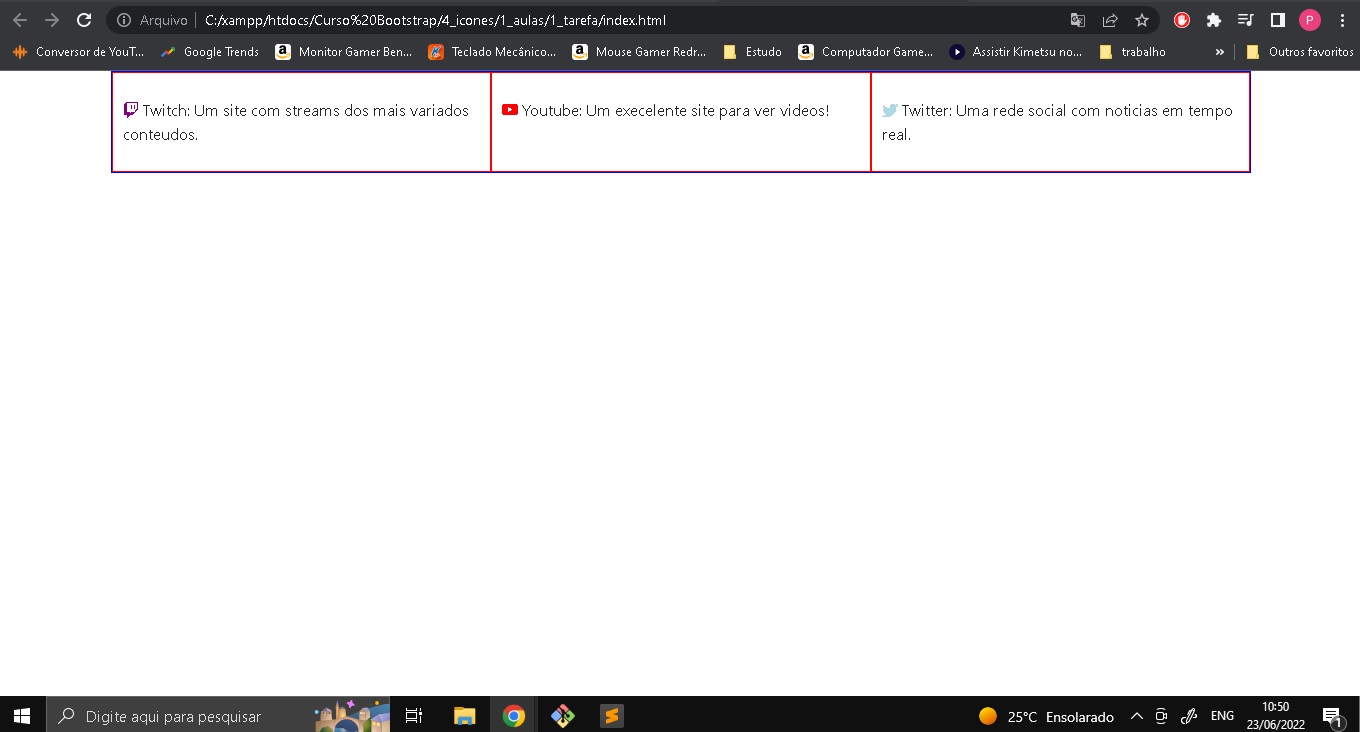 Arquivo | C:/xampp/htdocs/Curso%20Bootstrap/4_icones/1_aulas/1_tarefa/index.html
P
Conversor de YouT... Google Trends Monitor Gamer Ben... Teclado Mecânico... Mouse Gamer Redr... Estudo Computador Game... Assistir Kimetsu no... trabalho » Outros favoritos
Twitch: Um site com streams dos mais variados
conteudos.
Youtube: Um execelente site para ver videos!
Twitter: Uma rede social com noticias em tempo
real.
Digite aqui para pesquisar
25°C Ensolarado
ENG
10:50
23/06/2022
1